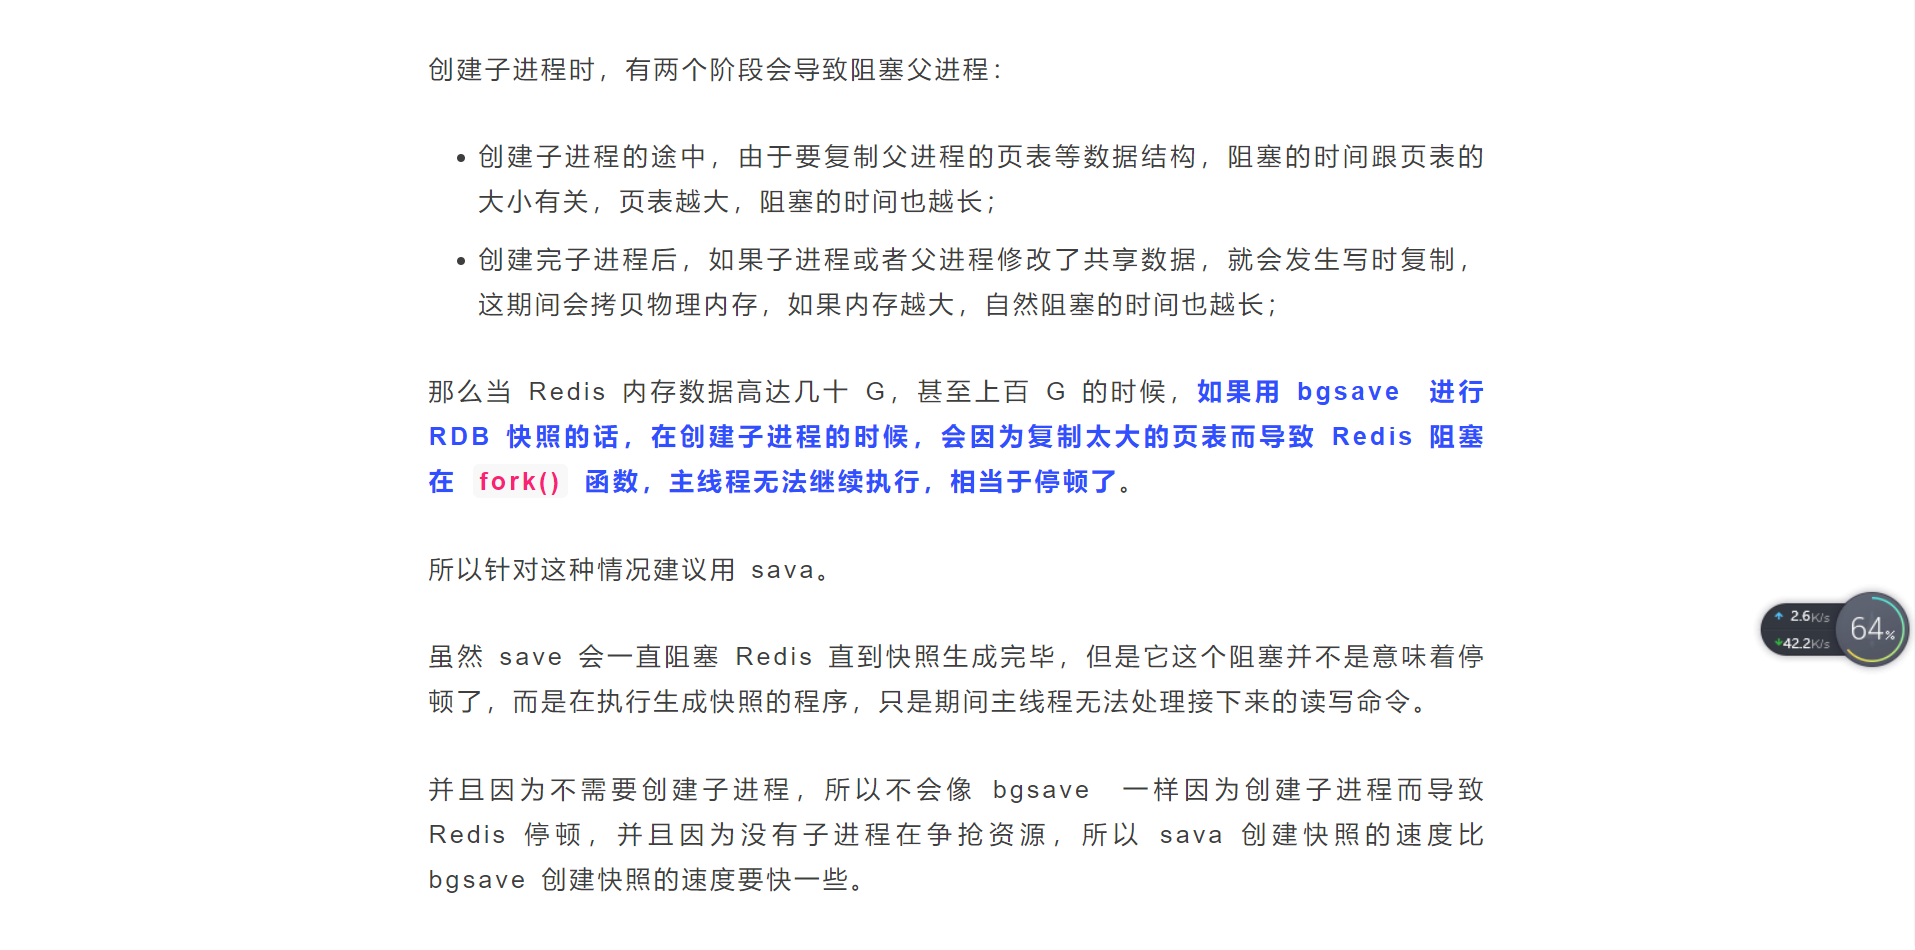 创建子进程时，有两个阶段会导致阻塞父进程：
创建子进程的途中，由于要复制父进程的页表等数据结构，阻塞的时间跟页表的
大小有关，页表越大，阻塞的时间也越长；
创建完子进程后，如果子进程或者父进程修改了共享数据，就会发生写时复制，
这期间会拷贝物理内存，如果内存越大，自然阻塞的时间也越长；
那么当 Redis 内存数据高达几十 G，甚至上百 G 的时候，如果用 bgsave 进行
RDB 快照的话，在创建子进程的时候，会因为复制太大的页表而导致 Redis 阻塞
在 fork() 函数，主线程无法继续执行，相当于停顿了。
所以针对这种情况建议用 sava。
虽然 save 会一直阻塞 Redis 直到快照生成完毕，但是它这个阻塞并不是意味着停
顿了，而是在执行生成快照的程序，只是期间主线程无法处理接下来的读写命令。
并且因为不需要创建子进程，所以不会像 bgsave 一样因为创建子进程而导致
Redis 停顿，并且因为没有子进程在争抢资源，所以 sava 创建快照的速度比
bgsave 创建快照的速度要快一些。
2.6K/s
42.2K/s
64%